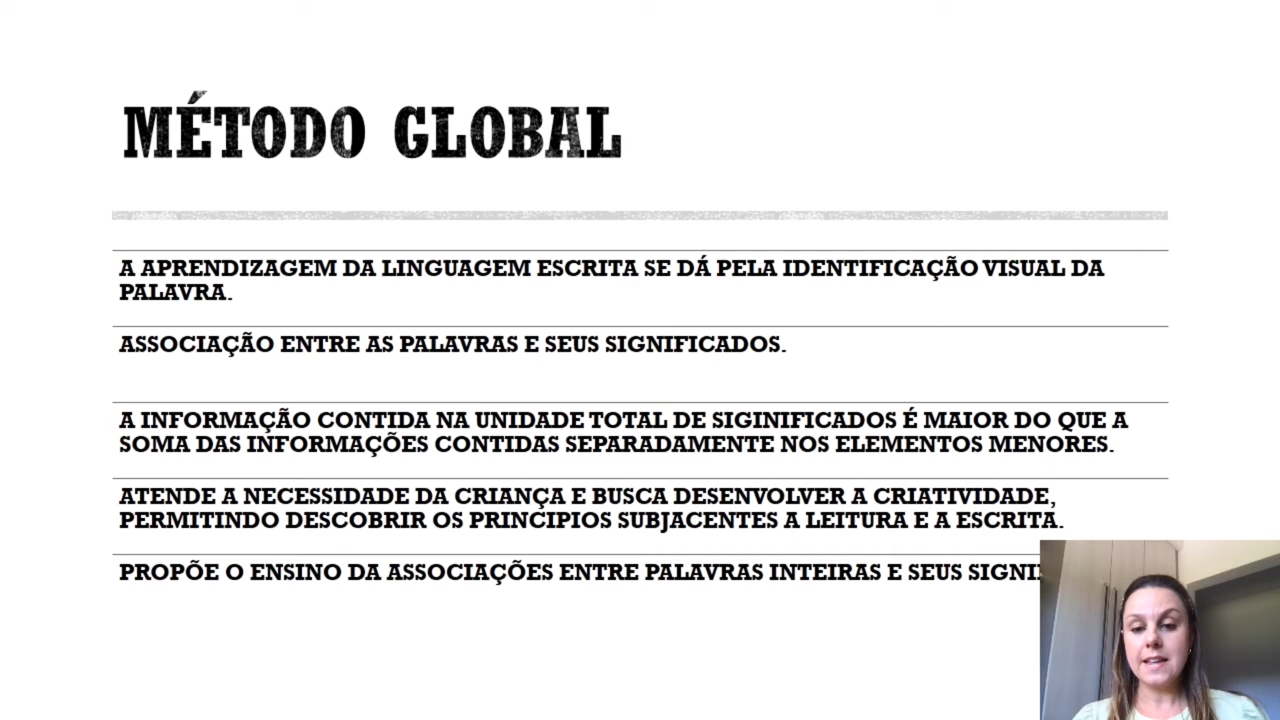 MÉTODO GLOBAL
A APRENDIZAGEM DA LINGUAGEM ESCRITA SE DÁ PELA IDENTIFICAÇÃO VISUAL DA
PALAVRA.
ASSOCIAÇÃO ENTRE AS PALAVRAS E SEUS SIGNIFICADOS.
A INFORMAÇÃO CONTIDA NA UNIDADE TOTAL DE SIGINIFICADOS É MAIOR DO QUE A
SOMA DAS INFORMAÇÕES CONTIDAS SEPARADAMENTE NOS ELEMENTOS MENORES.
ATENDE A NECESSIDADE DA CRIANÇA E BUSCA DESENVOLVER A CRIATIVIDADE,
PERMITINDO DESCOBRIR OS PRINCIPIOS SUBJACENTES A LEITURA E A ESCRITA.
PROPÕE O ENSINO DA ASSOCIAÇÕES ENTRE PALAVRAS INTEIRAS E SEUS